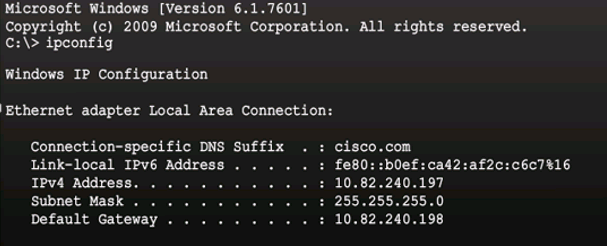 Microsoft Windows [Version 6.1.7601]
Copyright (c) 2009 Microsoft Corporation. All rights reserved.
C:\> ipconfig
Windows IP Configuration
Ethernet adapter Local Area Connection:
Connection-specific DNS Suffix . : cisco.com
Link-local IPv6 Address . . . . . : fe80::b0ef:ca42:af2c:c6c7%16
IPv4 Address. . . . . . . . . . . : 10.82.240.197
Subnet Mask . . . . . . . . . . . : 255.255.255.0
Default Gateway . . . . . . . . . : 10.82.240.198